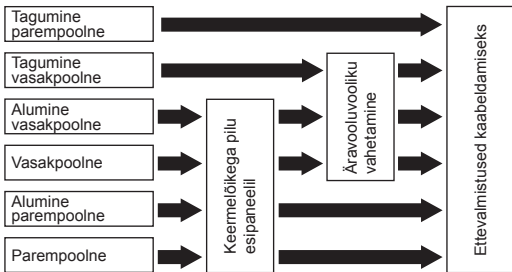 Tagumine
parempoolne
Tagumine
vasakpoolne
Alumine
vasakpoolne
Vasakpoolne
Alumine
parempoolne
Parempoolne
Keermelõikega pilu
esipaneelil
Äravooluvooliku
vahetamine
Ettevalmistused kaabeldamiseks